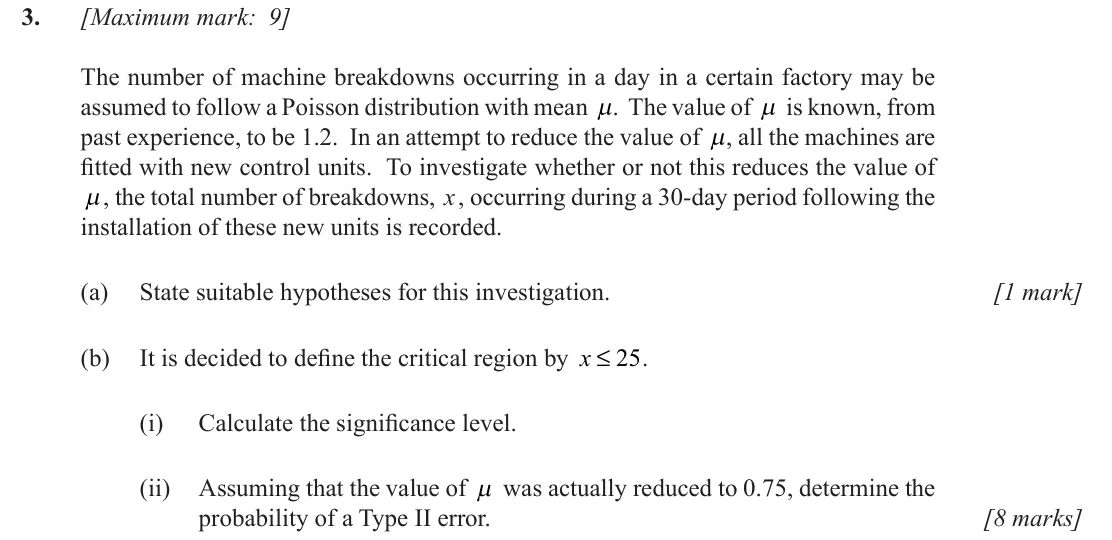 3. [Maximum mark: 9]
The number of machine breakdowns occurring in a day in a certain factory may be
assumed to follow a Poisson distribution with mean μ. The value of μ is known, from
past experience, to be 1.2. In an attempt to reduce the value of μ, all the machines are
fitted with new control units. To investigate whether or not this reduces the value of
μ, the total number of breakdowns, x, occurring during a 30-day period following the
installation of these new units is recorded.
(a) State suitable hypotheses for this investigation. [1 mark]
(b) It is decided to define the critical region by x ≤ 25.
(i) Calculate the significance level.
(ii) Assuming that the value of μ was actually reduced to 0.75, determine the
probability of a Type II error. [8 marks]